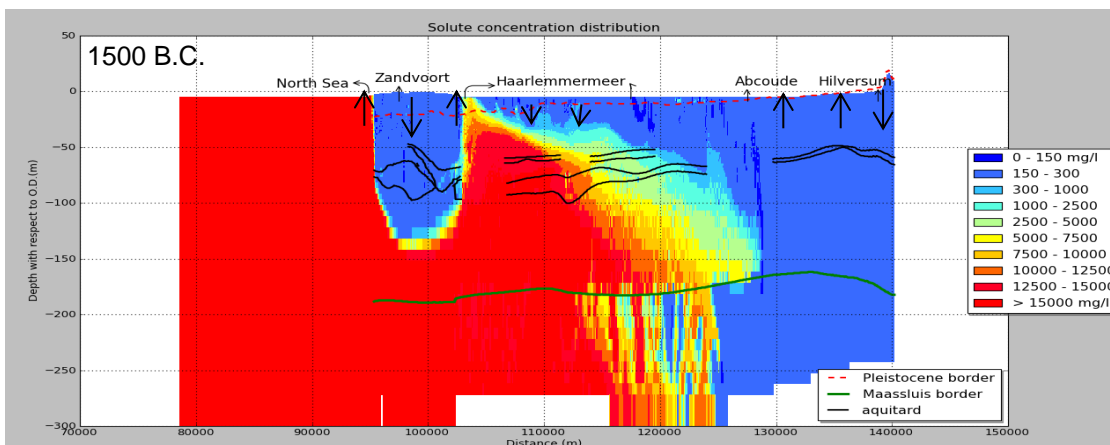 Solute concentration distribution
1500 B.C.
North Sea
Zandvoort
Haarlemmermeer
Abcoude
Hilversum
Depth with respect to O.D.(m)
50
0
−50
−100
−150
−200
−250
−300
70000 80000 90000 100000 110000 120000 130000 140000 150000
Distance (m)
0 - 150 mg/l
150 - 300
300 - 1000
1000 - 2500
2500 - 5000
5000 - 7500
7500 - 10000
10000 - 12500
12500 - 15000
> 15000 mg/l
Pleistocene border
Maassluis border
aquitard